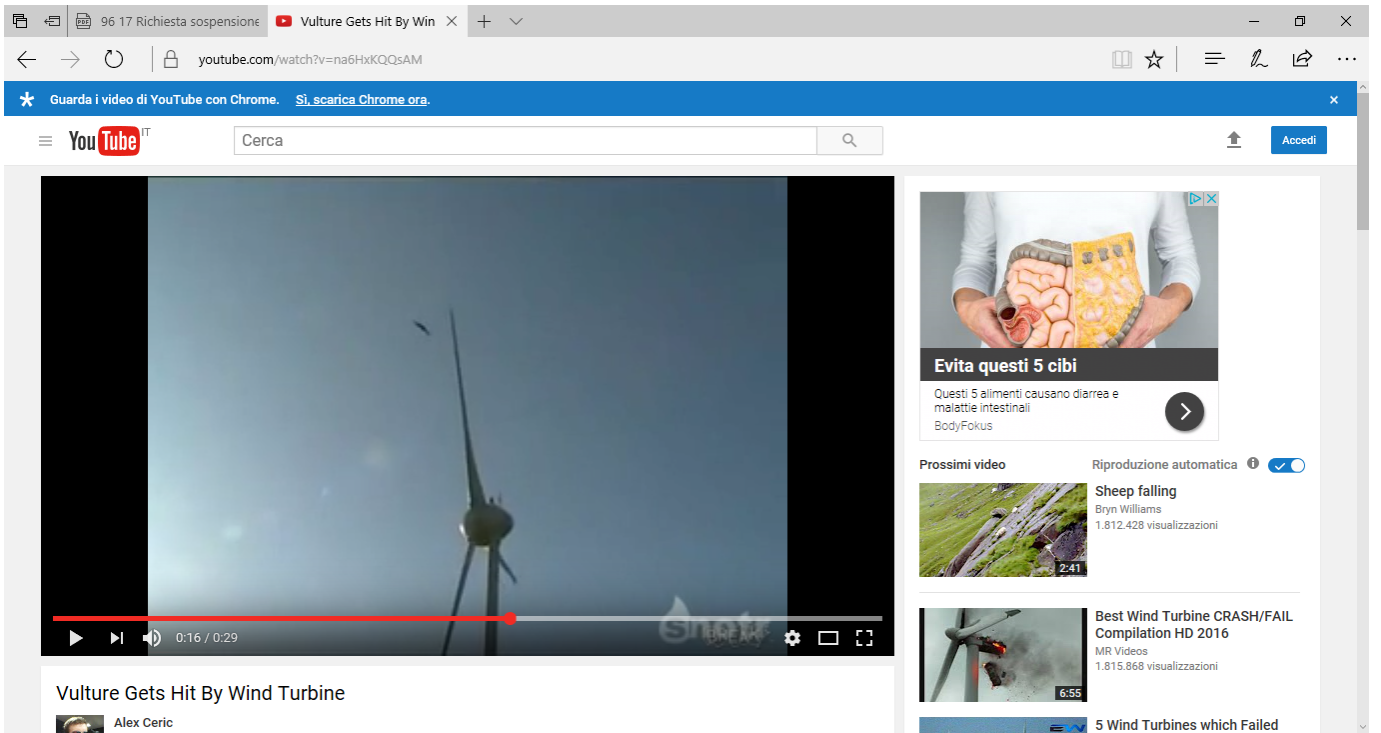 96 17 Richiesta sospensione
Vulture Gets Hit By Win
youtube.com/watch?v=na6HxKQQsAM
Guarda i video di YouTube con Chrome. Sì, scarica Chrome ora.
YouTube IT
Cerca
Accedi
Evita questi 5 cibi
Questi 5 alimenti causano diarrea e
malattie intestinali
BodyFokus
Prossimi video
Riproduzione automatica
Sheep falling
Bryn Williams
1.812.428 visualizzazioni
2:41
Best Wind Turbine CRASH/FAIL
Compilation HD 2016
MR Videos
1.815.868 visualizzazioni
6:55
5 Wind Turbines which Failed
Snotr
BREAK
0:16 / 0:29
Vulture Gets Hit By Wind Turbine
Alex Ceric